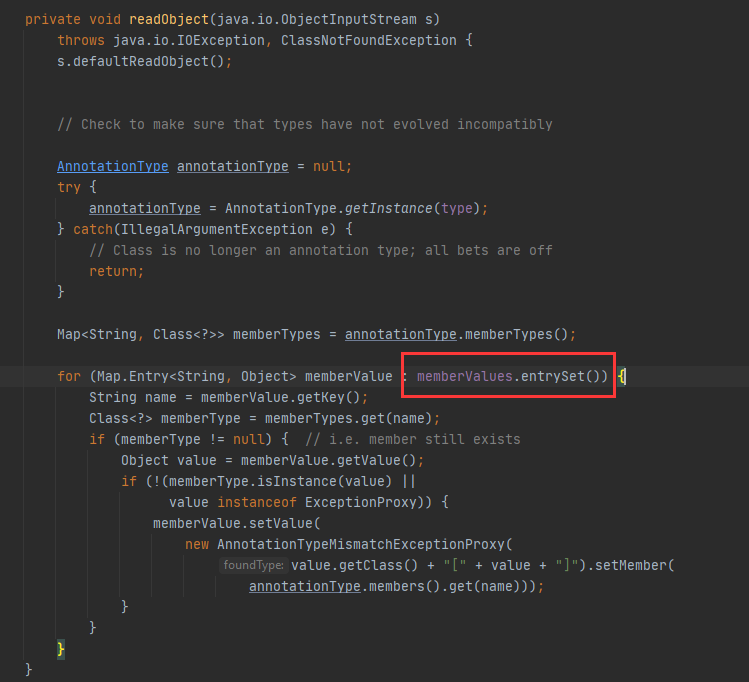 private void readObject(java.io.ObjectInputStream s)
throws java.io.IOException, ClassNotFoundException {
s.defaultReadObject();
// Check to make sure that types have not evolved incompatibly
AnnotationType annotationType = null;
try {
annotationType = AnnotationType.getInstance(type);
} catch(IllegalArgumentException e) {
// Class is no longer an annotation type; all bets are off
return;
}
Map<String, Class<?>> memberTypes = annotationType.memberTypes();
for (Map.Entry<String, Object> memberValue : memberValues.entrySet()) {
String name = memberValue.getKey();
Class<?> memberType = memberTypes.get(name);
if (memberType != null) {  // i.e. member still exists
Object value = memberValue.getValue();
if (!(memberType.isInstance(value) ||
value instanceof ExceptionProxy)) {
memberValue.setValue(
new AnnotationTypeMismatchExceptionProxy(
foundType: value.getClass() + "[" + value + "]").setMember(
annotationType.members().get(name)));
}
}
}
}